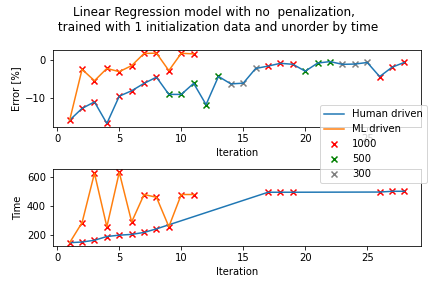 Linear Regression model with no  penalization,
trained with 1 initialization data and unorder by time
0
−10
Error [%]
0
5
10
15
20
Iteration
Human driven
ML driven
1000
500
300
600
400
200
Time
0
5
10
15
20
25
Iteration